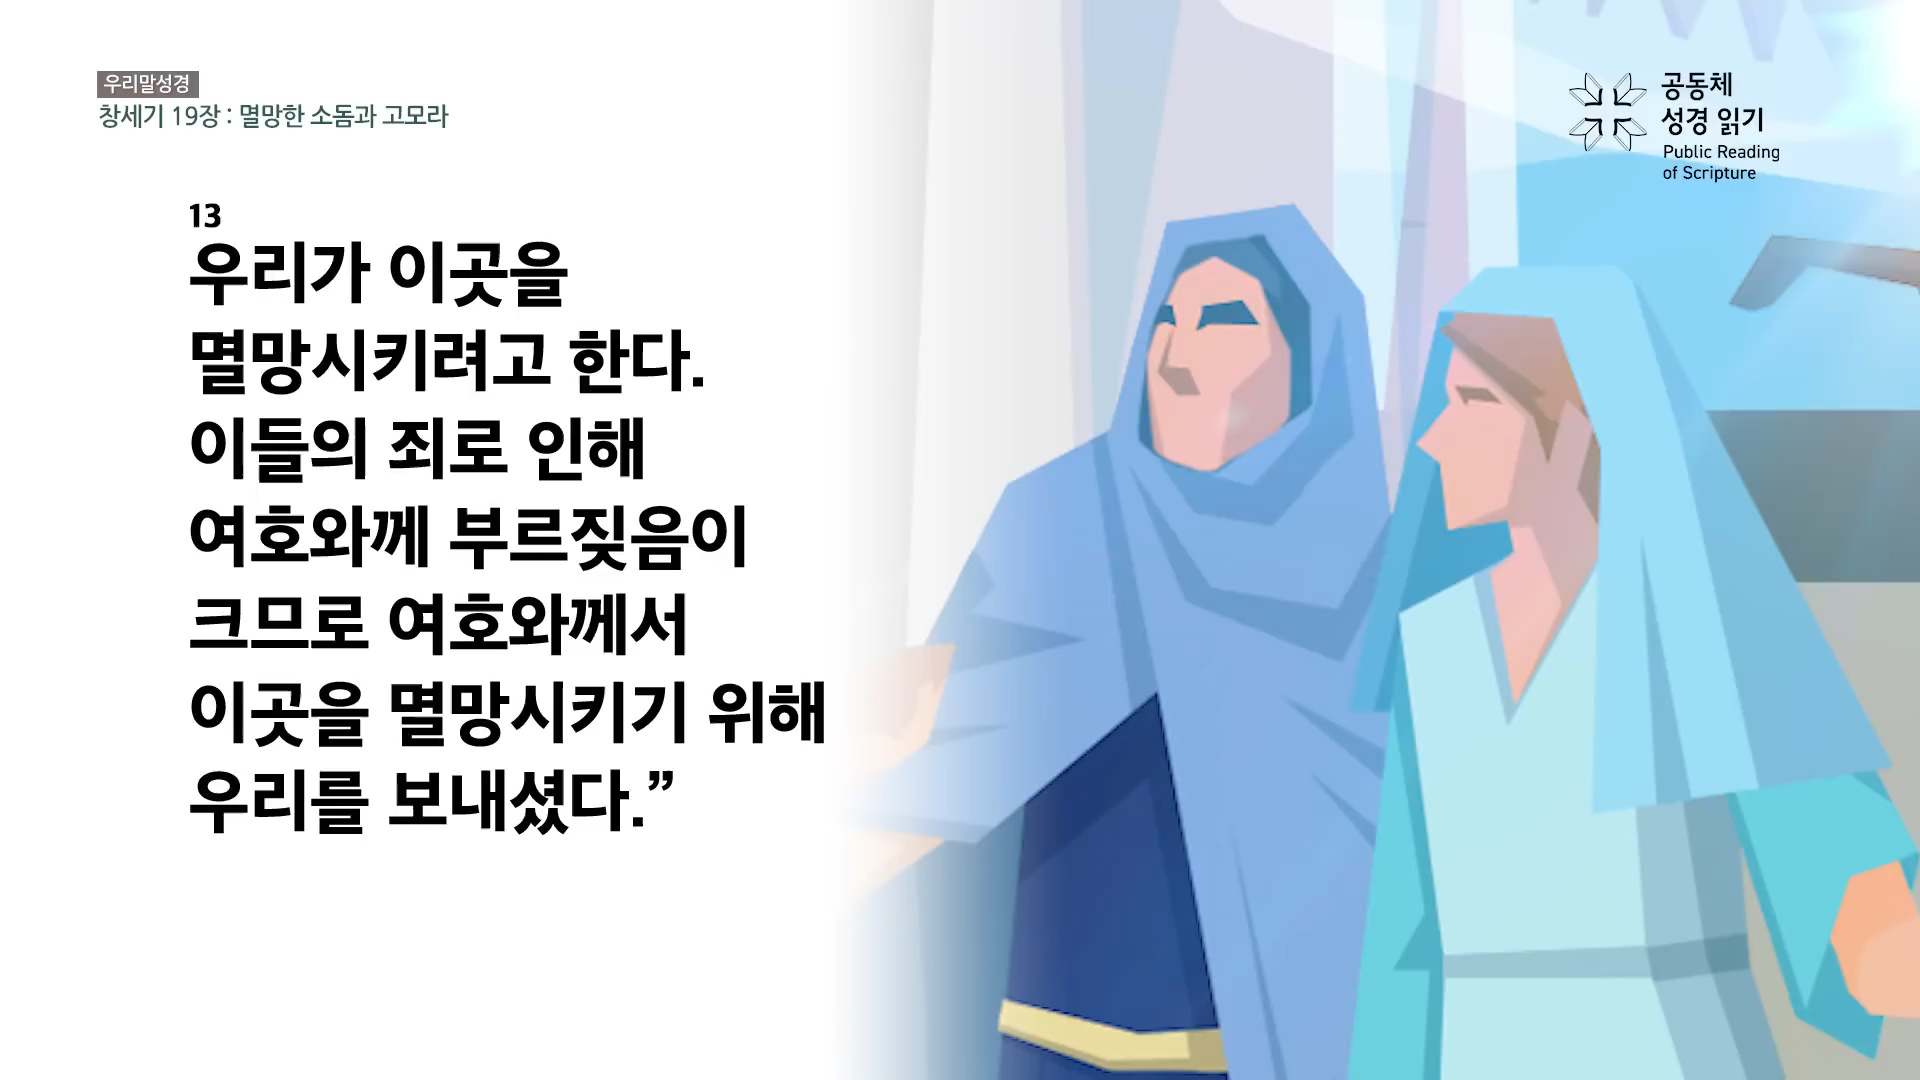 우리말성경
창세기 19장 : 멸망한 소돔과 고모라
공동체
성경 읽기
Public Reading
of Scripture
13
우리가 이곳을
멸망시키려고 한다.
이들의 죄로 인해
여호와께 부르짖음이
크므로 여호와께서
이곳을 멸망시키기 위해
우리를 보내셨다.”